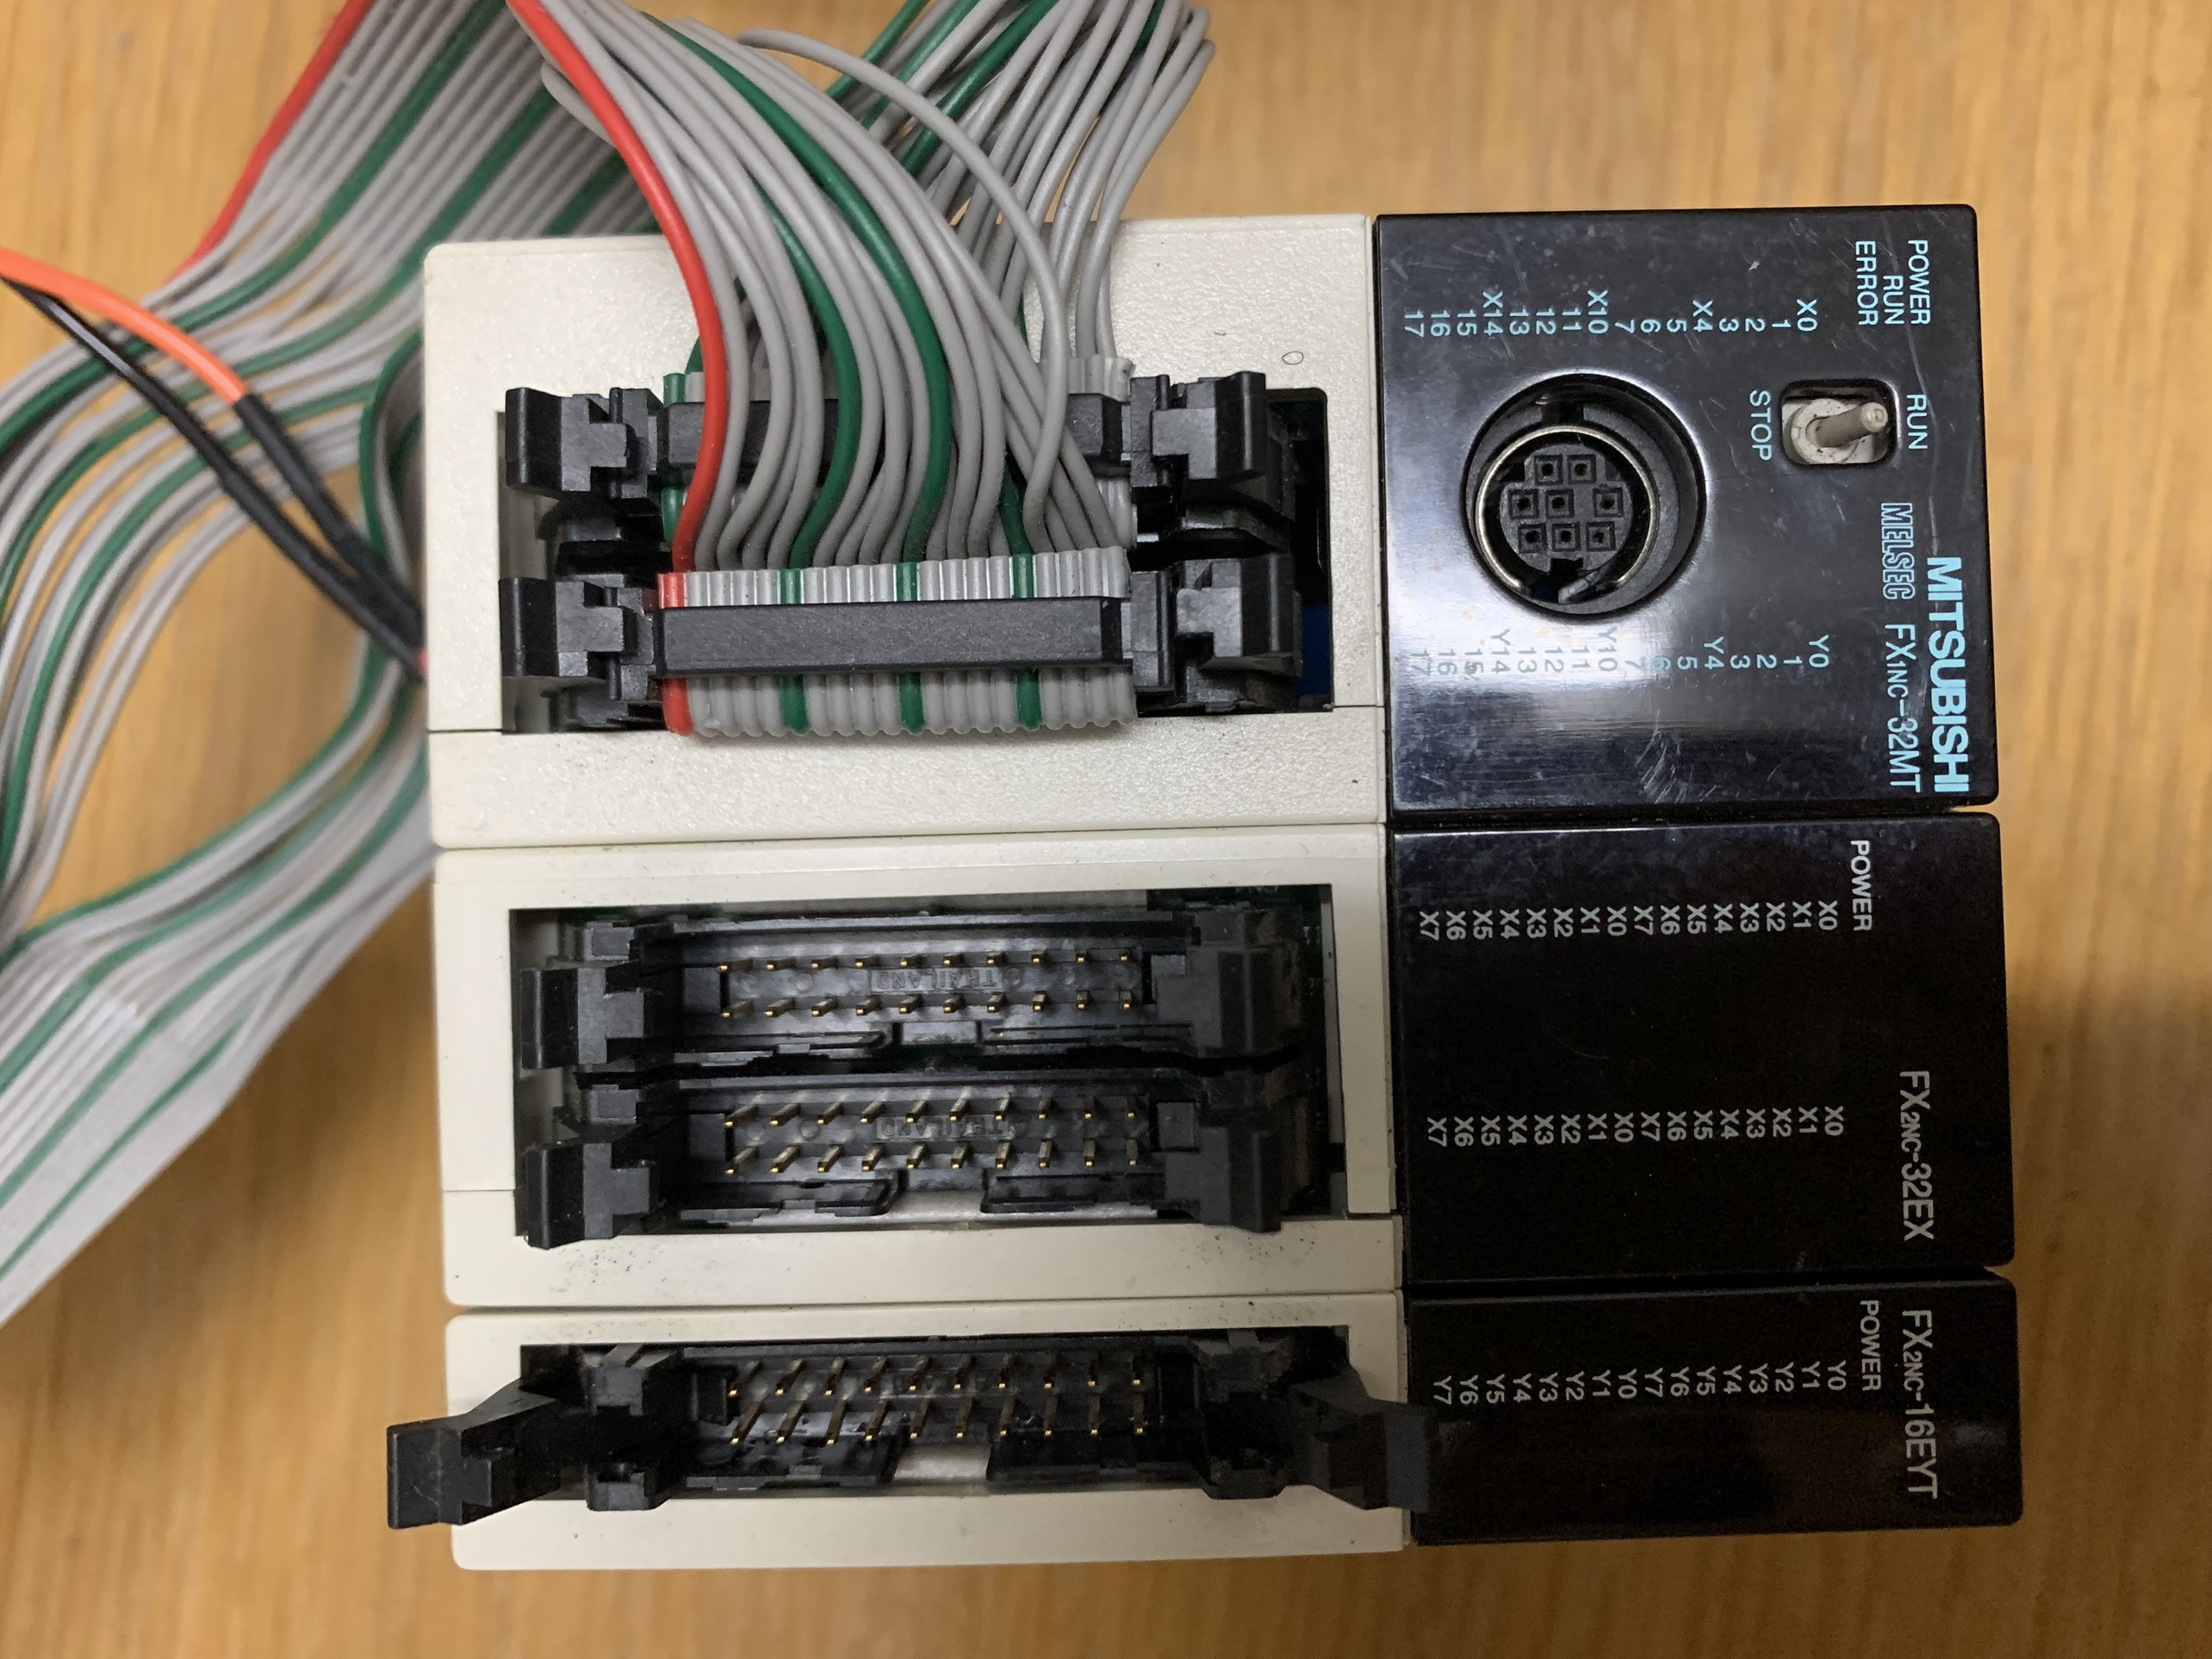 POWER
RUN
ERROR
X0
1
2
3
X4
5
6
7
X10
11
12
13
X14
15
16
17
RUN
STOP
MITSUBISHI
MELSEC FX1NC-32MT
Y0
1
2
3
Y4
5
6
7
Y10
11
12
13
Y14
15
16
17
POWER
X0
X1
X2
X3
X4
X5
X6
X7
X0
X1
X2
X3
X4
X5
X6
X7
FX2NC-32EX
X0
X1
X2
X3
X4
X5
X6
X7
X0
X1
X2
X3
X4
X5
X6
X7
FX2NC-16EYT
POWER
Y0
Y1
Y2
Y3
Y4
Y5
Y6
Y7
Y0
Y1
Y2
Y3
Y4
Y5
Y6
Y7
THAILAND
THAILAND